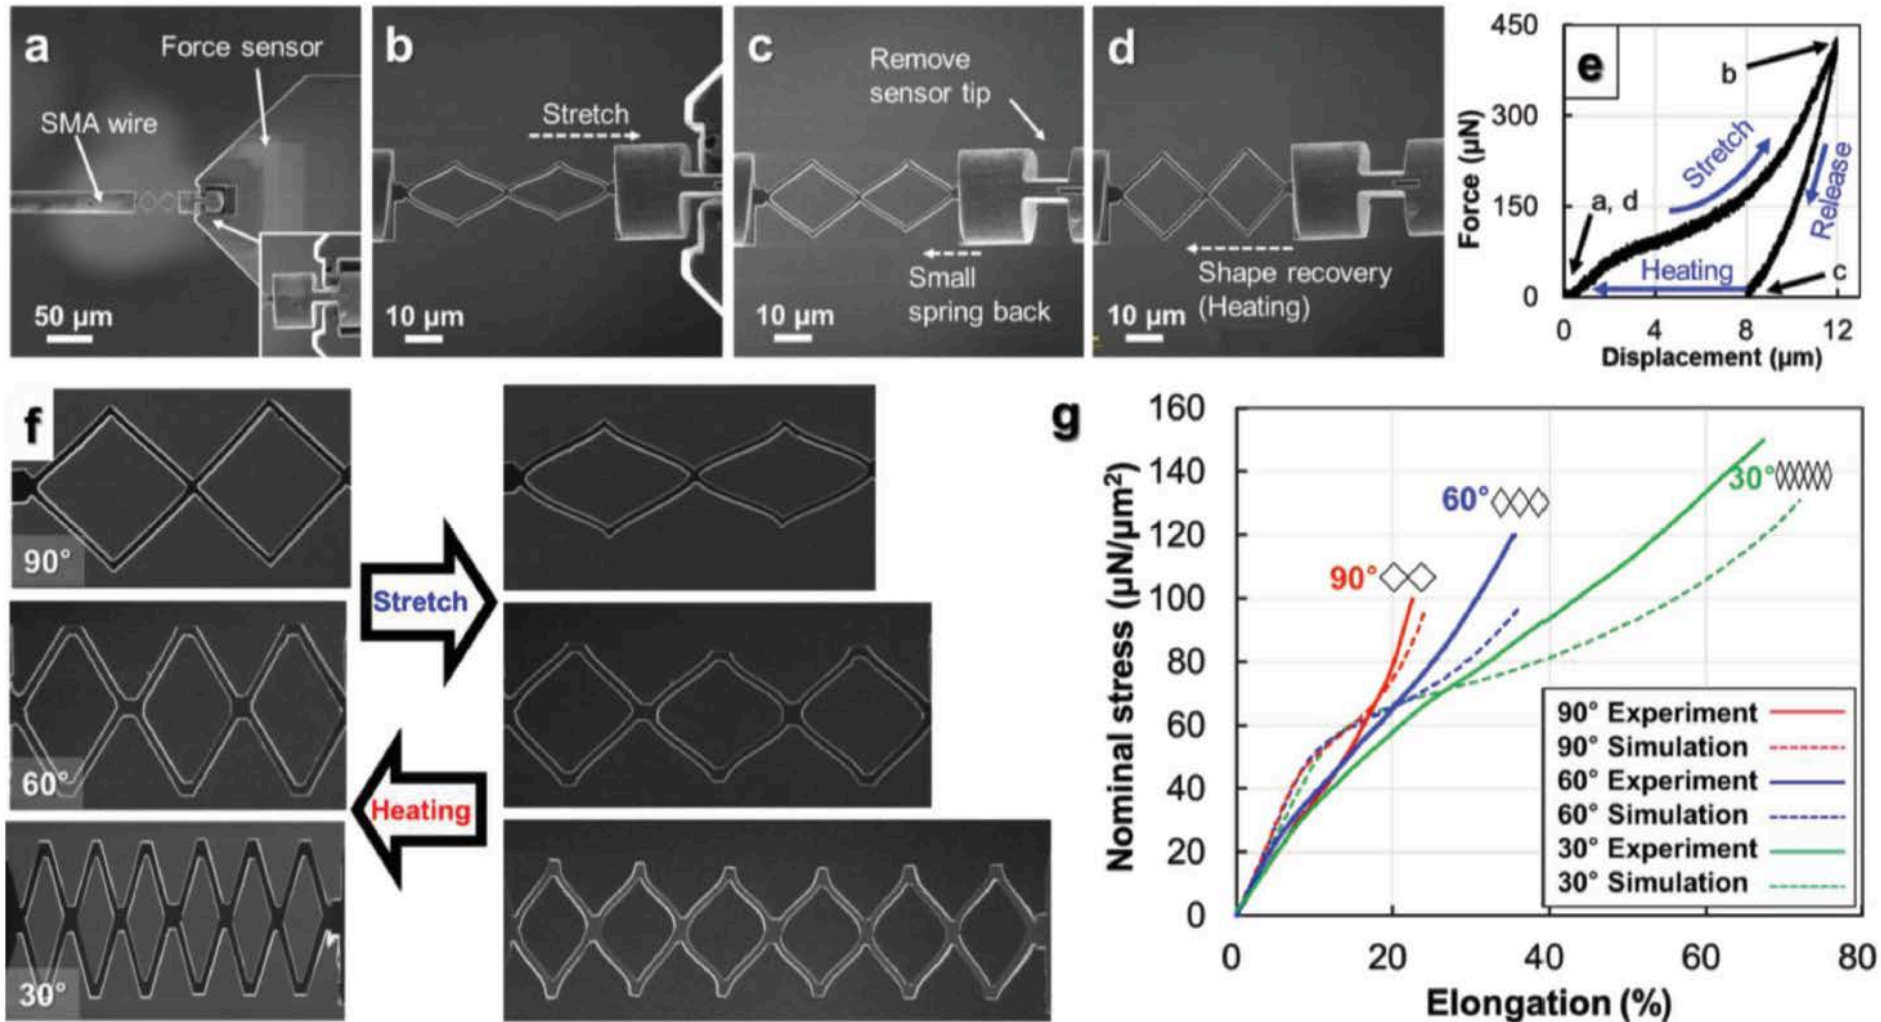 a
Force sensor
SMA wire
50 µm
b
Stretch
10 µm
c
Remove
sensor tip
Small
spring back
10 µm
d
Shape recovery
(Heating)
10 µm
e
Force (µN)
450
300
150
0
b
Stretch
Release
a, d
Heating
c
0 4 8 12
Displacement (µm)
f
90°
60°
30°
Stretch
Heating
g
Nominal stress (µN/µm²)
160
140
120
100
80
60
40
20
0
90°
60°
30°
90° Experiment
90° Simulation
60° Experiment
60° Simulation
30° Experiment
30° Simulation
0 20 40 60 80
Elongation (%)